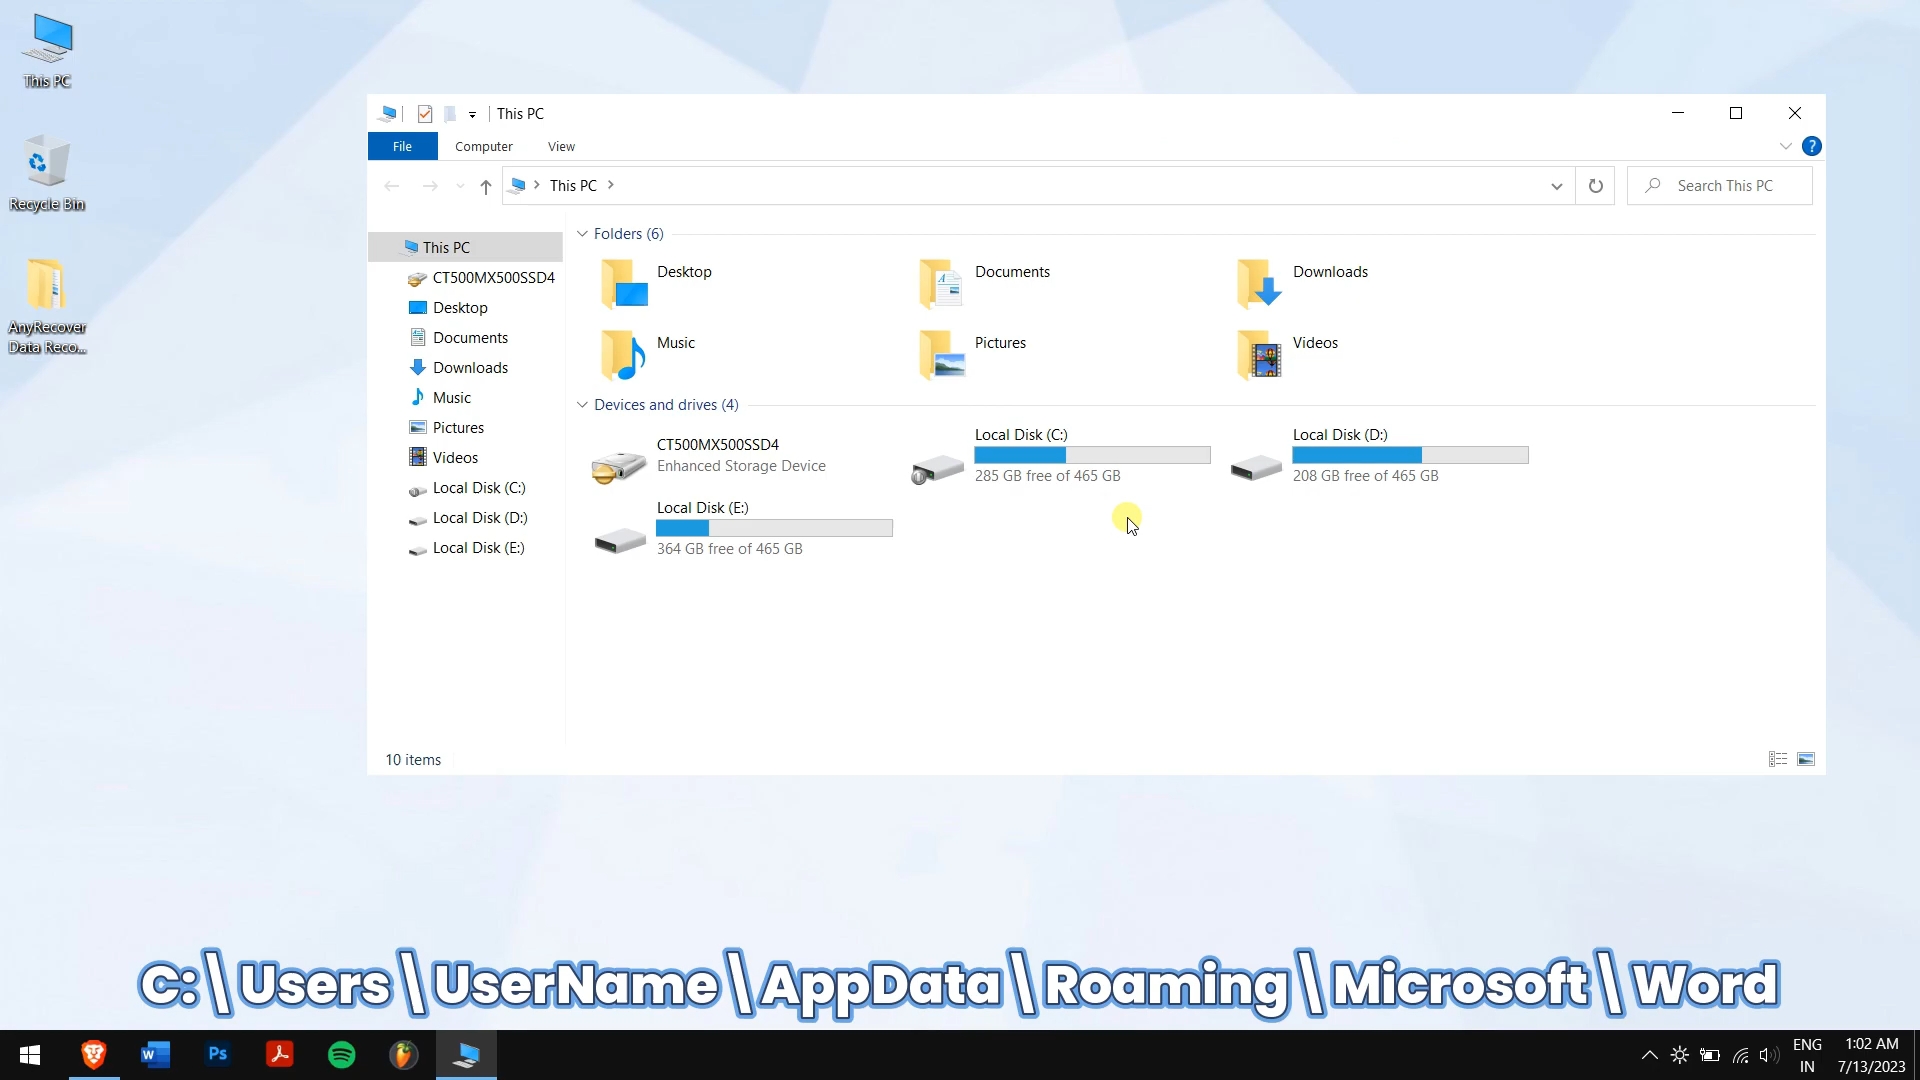 This PC
Recycle Bin
AnyRecover
Data Reco...
This PC
File
Computer
View
?
This PC
Search This PC
This PC
CT500MX500SSD4
Desktop
Documents
Downloads
Music
Pictures
Videos
Local Disk (C:)
Local Disk (D:)
Local Disk (E:)
Folders (6)
Desktop
Documents
Downloads
Music
Pictures
Videos
Devices and drives (4)
CT500MX500SSD4
Enhanced Storage Device
Local Disk (C:)
285 GB free of 465 GB
Local Disk (D:)
208 GB free of 465 GB
Local Disk (E:)
364 GB free of 465 GB
10 items
C:\Users\UserName\AppData\Roaming\Microsoft\Word
W
Ps
ENG
IN
1:02 AM
7/13/2023